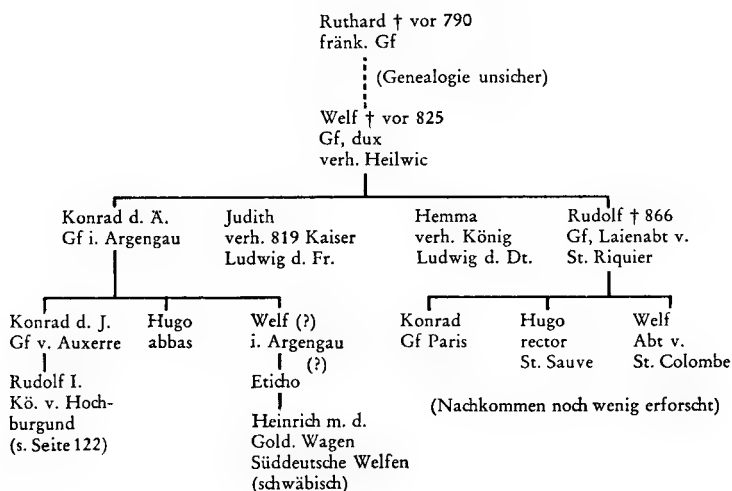 Ruthard † vor 790
fränk. Gf
(Genealogie unsicher)
Welf † vor 825
Gf, dux
verh. Heilwic
Konrad d. Ä.
Gf i. Argengau
Judith
verh. 819 Kaiser
Ludwig d. Fr.
Hemma
verh. König
Ludwig d. Dt.
Rudolf † 866
Gf, Laienabt v.
St. Riquier
Konrad d. J.
Gf v. Auxerre
Hugo
abbas
Welf (?)
i. Argengau
(?)
Konrad
Gf Paris
Hugo
rector
St. Sauve
Welf
Abt v.
St. Colombe
Rudolf I.
Kö. v. Hoch-
burgund
(s. Seite 122)
Eticho
Heinrich m. d.
Gold. Wagen
Süddeutsche Welfen
(schwäbisch)
(Nachkommen noch wenig erforscht)